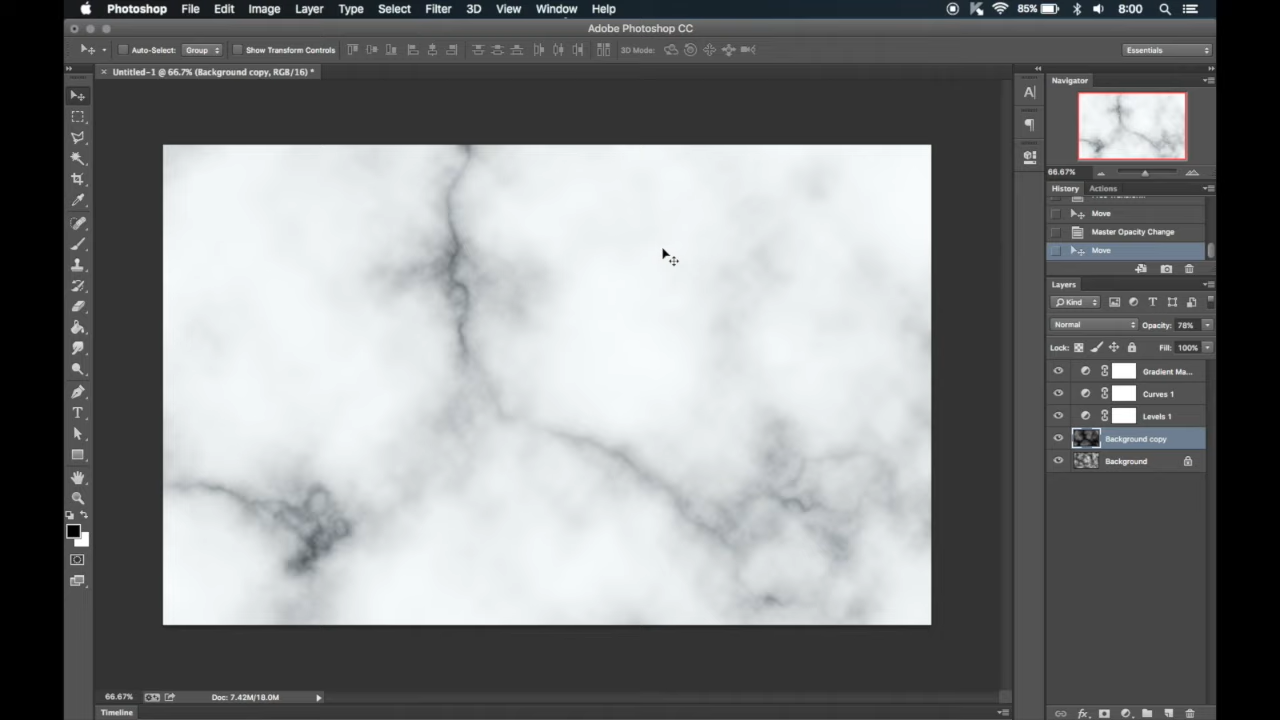 Photoshop File Edit Image Layer Type Select Filter 3D View Window Help 85% 8:00
Adobe Photoshop CC
Auto-Select: Group Show Transform Controls 3D Mode: Essentials
× Untitled-1 @ 66.7% (Background copy, RGB/16) *
Navigator
66.67%
History Actions
Move
Master Opacity Change
Move
Layers
Kind
Normal Opacity: 78%
Lock: Fill: 100%
Gradient Ma...
Curves 1
Levels 1
Background copy
Background
66.67% Doc: 7.42M/18.0M
Timeline